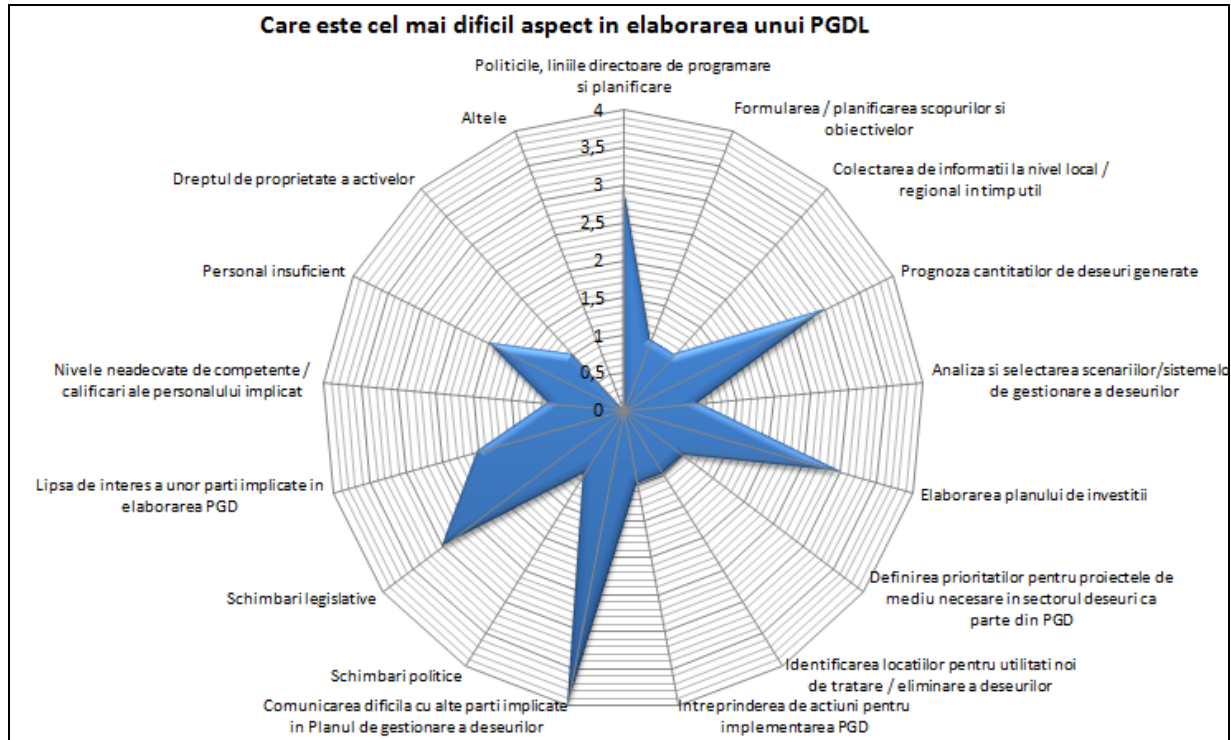 Care este cel mai dificil aspect in elaborarea unui PGDL
Politicile, liniile directoare de programare
si planificare
Formularea / planificarea scopurilor si
obiectivelor
Colectarea de informatii la nivel local /
regional in timp util
Prognoza cantitatilor de deseuri generate
Analiza si selectarea scenariilor/sistemelo
de gestionare a deseurilor
Elaborarea planului de investitii
Definirea prioritatilor pentru proiectele de
mediu necesare in sectorul deseuri ca
parte din PGD
Identificarea locatiilor pentru utilitati noi
de tratare / eliminare a deseurilor
Intreprinderea de actiuni pentru
implementarea PGD
Comunicarea dificila cu alte parti implicate
in Planul de gestionare a deseurilor
Schimbari politice
Schimbari legislative
Lipsa de interes a unor parti implicate in
elaborarea PGD
Nivele neadecvate de competente /
calificari ale personalului implicat
Personal insuficient
Dreptul de proprietate a activelor
Altele
4
3,5
3
2,5
2
1,5
1
0,5
0